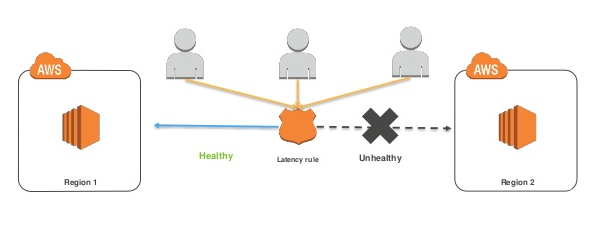 AWS
AWS
Healthy
Latency rule
Unhealthy
Region 1
Region 2